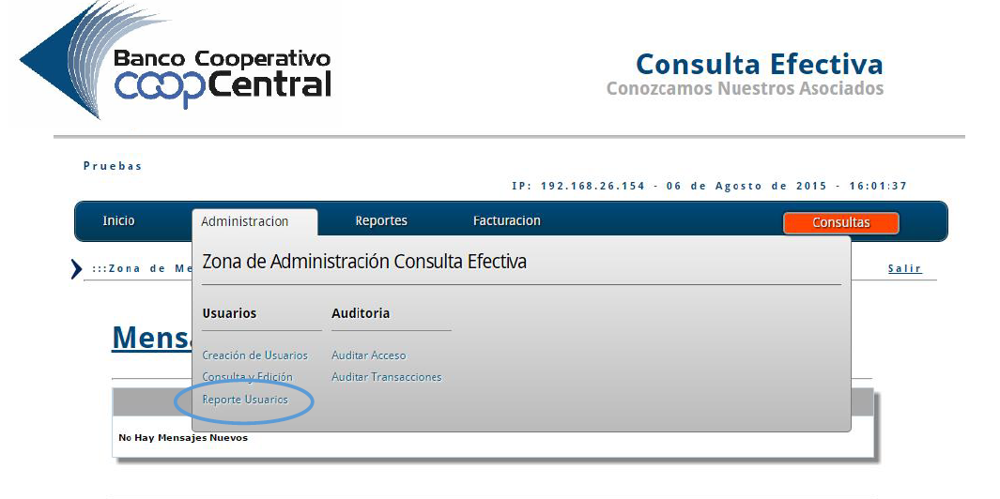 Banco Cooperativo
coopCentral
Consulta Efectiva
Conozcamos Nuestros Asociados
Pruebas
IP: 192.168.26.154 - 06 de Agosto de 2015 - 16:01:37
Inicio Administracion Reportes Facturacion Consultas
Zona de Administración Consulta Efectiva
:::Zona de Me Salir
Usuarios Auditoria
Mensa
Creación de Usuarios Auditar Acceso
Consulta y Edición Auditar Transacciones
Reporte Usuarios
No Hay Mensajes Nuevos